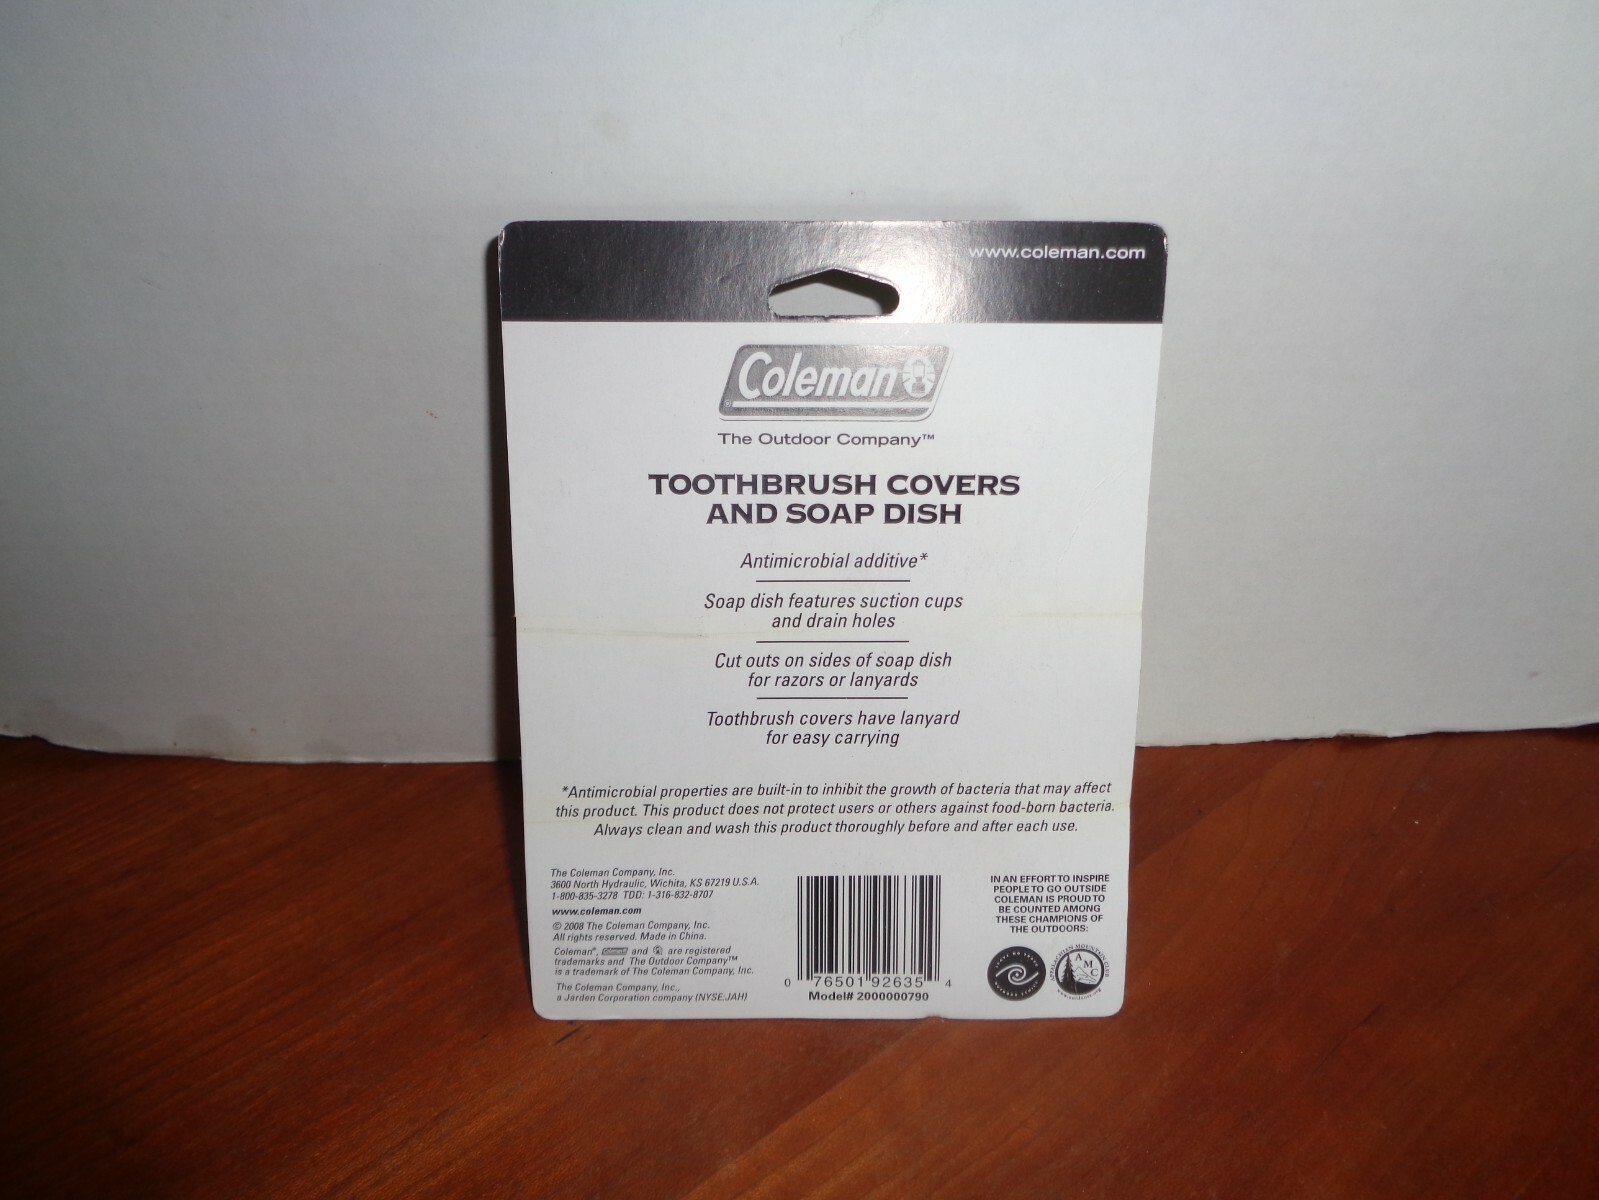 www.coleman.com
Coleman
The Outdoor Company™
TOOTHBRUSH COVERS
AND SOAP DISH
Antimicrobial additive*
Soap dish features suction cups
and drain holes
Cut outs on sides of soap dish
for razors or lanyards
Toothbrush covers have lanyard
for easy carrying
*Antimicrobial properties are built-in to inhibit the growth of bacteria that may affect
this product. This product does not protect users or others against food-born bacteria.
Always clean and wash this product thoroughly before and after each use.
The Coleman Company, Inc.
3600 North Hydraulic, Wichita, KS 67219 U.S.A.
1-800-835-3278 TDD: 1-316-832-8707
www.coleman.com
© 2008 The Coleman Company, Inc.
All rights reserved. Made in China.
Coleman®, Coleman and are registered
trademarks and The Outdoor Company™
is a trademark of The Coleman Company, Inc.
The Coleman Company, Inc.,
a Jarden Corporation company (NYSE:JAH)
0 76501 92635 4
Model# 2000000790
IN AN EFFORT TO INSPIRE
PEOPLE TO GO OUTSIDE
COLEMAN IS PROUD TO
BE COUNTED AMONG
THESE CHAMPIONS OF
THE OUTDOORS:
APPALACHIAN MOUNTAIN CLUB
AMC
www.outdoors.org